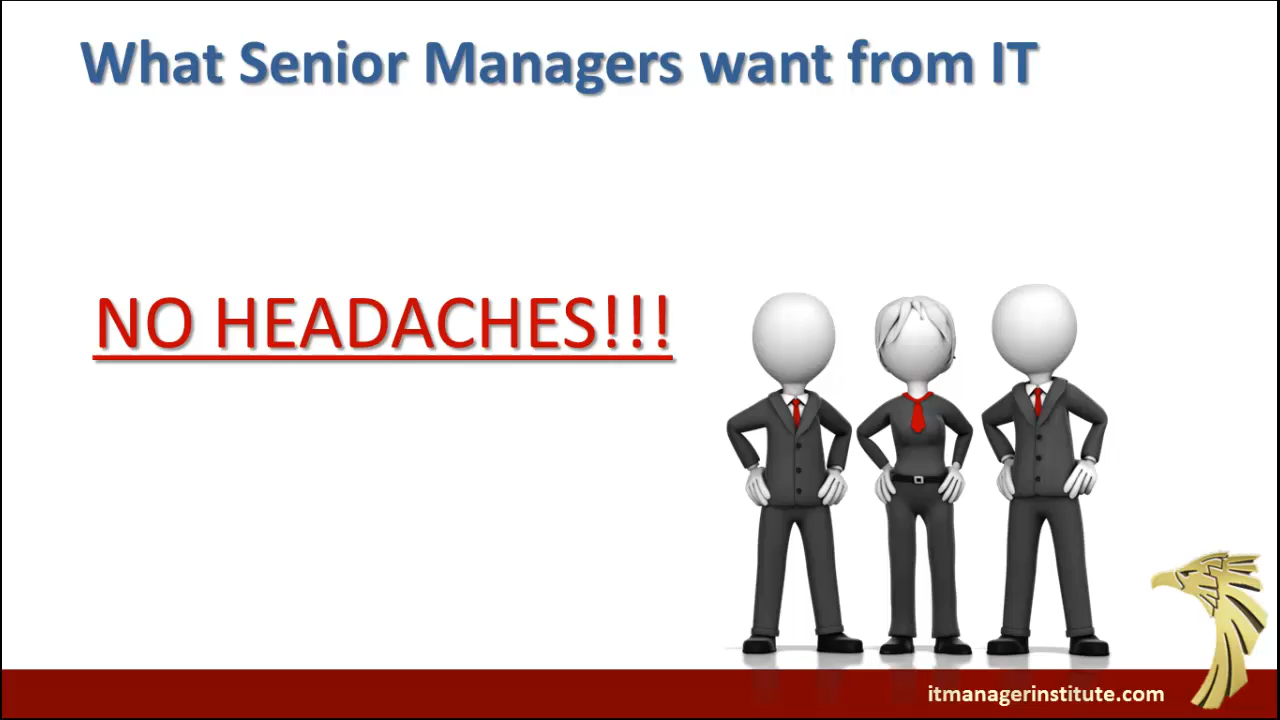 What Senior Managers want from IT
NO HEADACHES!!!
itmanagerinstitute.com